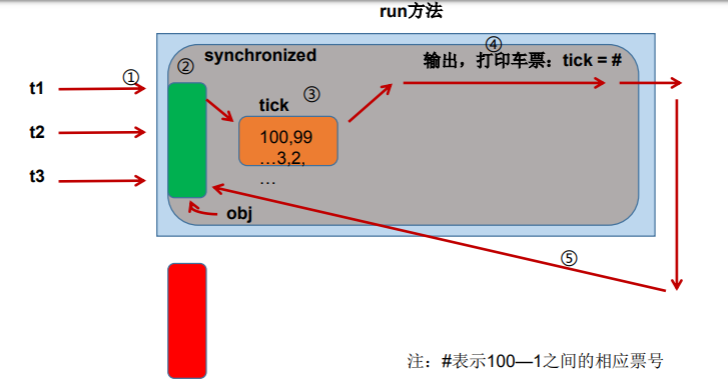 run方法
synchronized
④
输出，打印车票：tick = #
①
②
t1
tick
③
100,99
…3,2,
…
t2
t3
obj
⑤
注：#表示100—1之间的相应票号